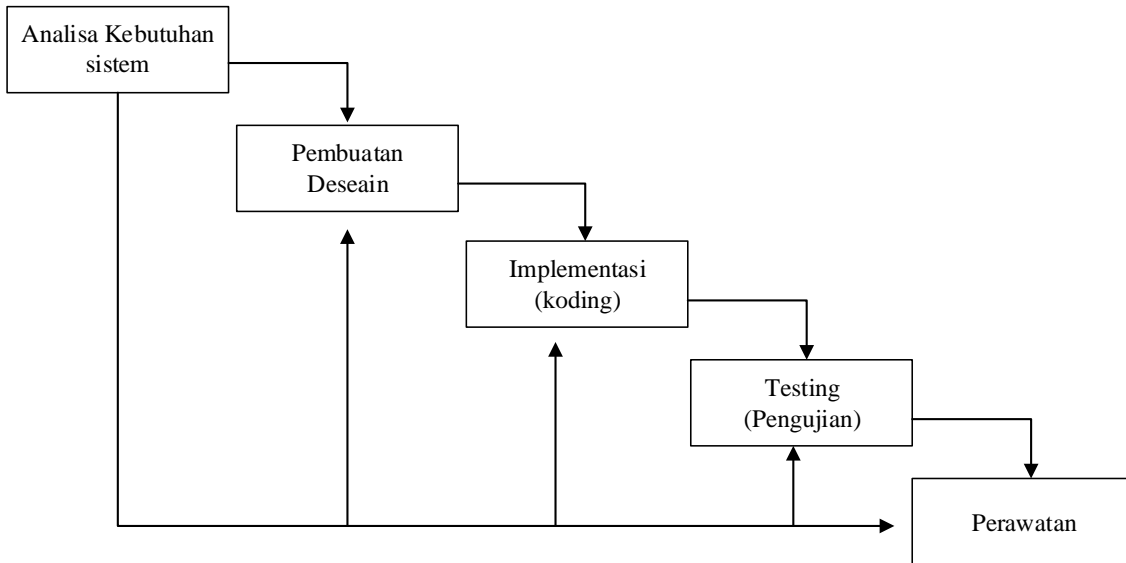 Analisa Kebutuhan
sistem
Pembuatan
Deseain
Implementasi
(koding)
Testing
(Pengujian)
Perawatan